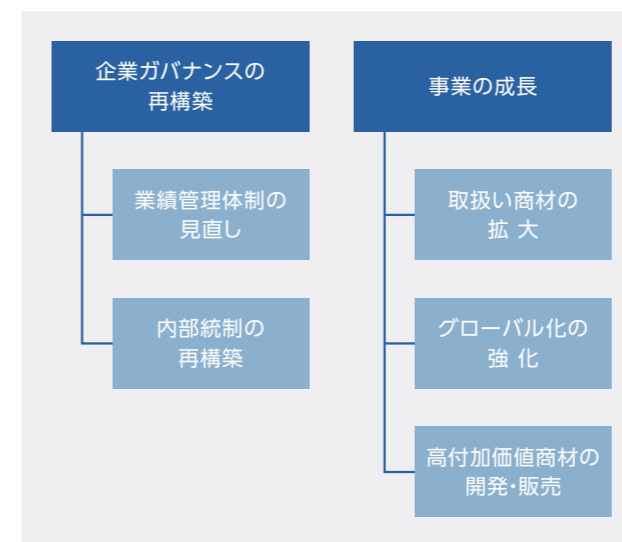 企業ガバナンスの
再構築
業績管理体制の
見直し
内部統制の
再構築
事業の成長
取扱い商材の
拡 大
グローバル化の
強 化
高付加価値商材の
開発・販売